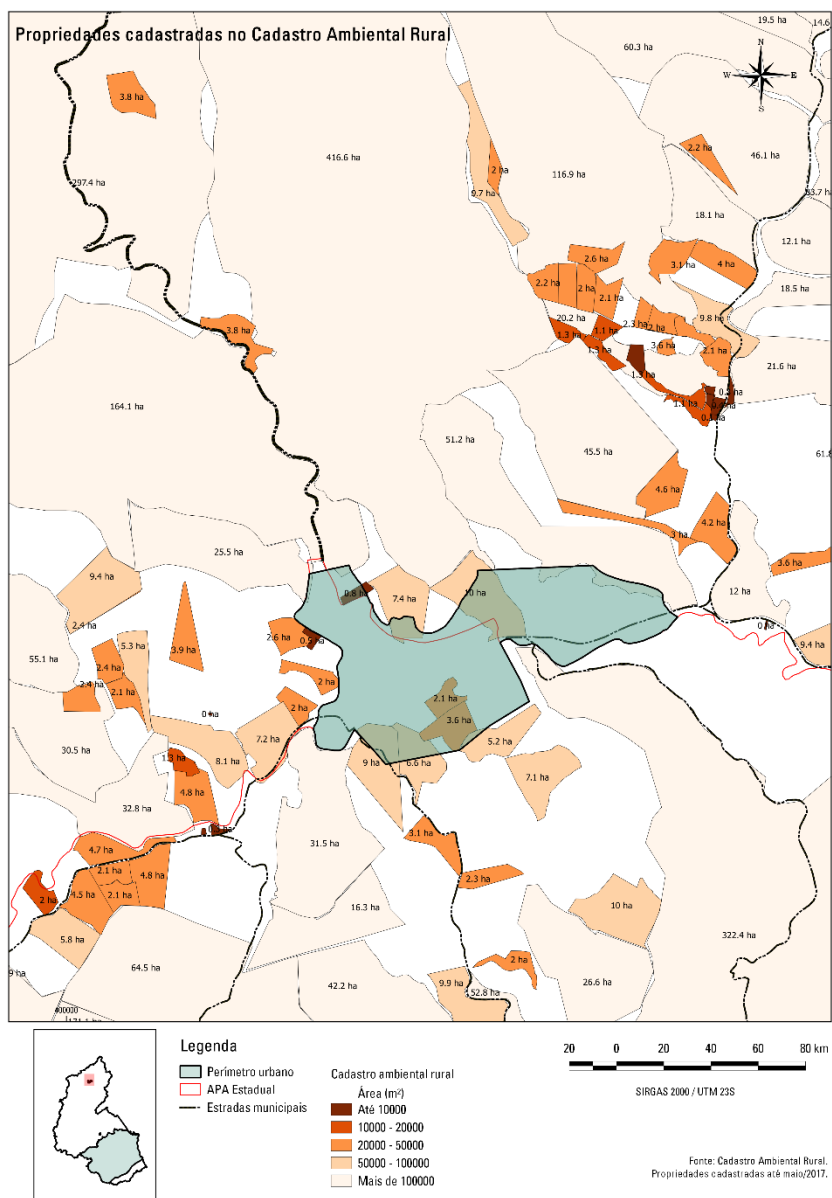 Propriedades cadastradas no Cadastro Ambiental Rural
19.5 ha
14.6
60.3 ha
N
W
E
S
3.8 ha
416.6 ha
2.2 ha
46.1 ha
2 ha
116.9 ha
297.4 ha
9.7 ha
18.1 ha
12.1 ha
2.6 ha
3.1 ha
4 ha
2.2 ha
2 ha
2.1 ha
18.5 ha
20.2 ha
2.3 ha
2 ha
9.8 ha
3.8 ha
1.3 ha
1.1 ha
3.6 ha
2.1 ha
1.3 ha
21.6 ha
1.3 ha
164.1 ha
1.1 ha
51.2 ha
45.5 ha
61.8
4.6 ha
4.2 ha
3 ha
25.5 ha
3.6 ha
9.4 ha
0.8 ha
7.4 ha
10 ha
12 ha
2.4 ha
2.6 ha
5.3 ha
3.9 ha
9.4 ha
55.1 ha
2.4 ha
2 ha
2.4 ha
2.1 ha
2.1 ha
2 ha
3.6 ha
7.2 ha
5.2 ha
30.5 ha
8.1 ha
1.3 ha
9 ha
6.6 ha
7.1 ha
4.8 ha
32.8 ha
3.1 ha
31.5 ha
4.7 ha
2.1 ha
4.8 ha
2.3 ha
2 ha
4.5 ha
2.1 ha
16.3 ha
10 ha
5.8 ha
322.4 ha
64.5 ha
2 ha
42.2 ha
9.9 ha
52.8 ha
26.6 ha
400000
Legenda
Perímetro urbano
APA Estadual
Estradas municipais
Cadastro ambiental rural
Área (m²)
Até 10000
10000 - 20000
20000 - 50000
50000 - 100000
Mais de 100000
20 0 20 40 60 80 km
SIRGAS 2000 / UTM 23S
Fonte: Cadastro Ambiental Rural.
Propriedades cadastradas até maio/2017.